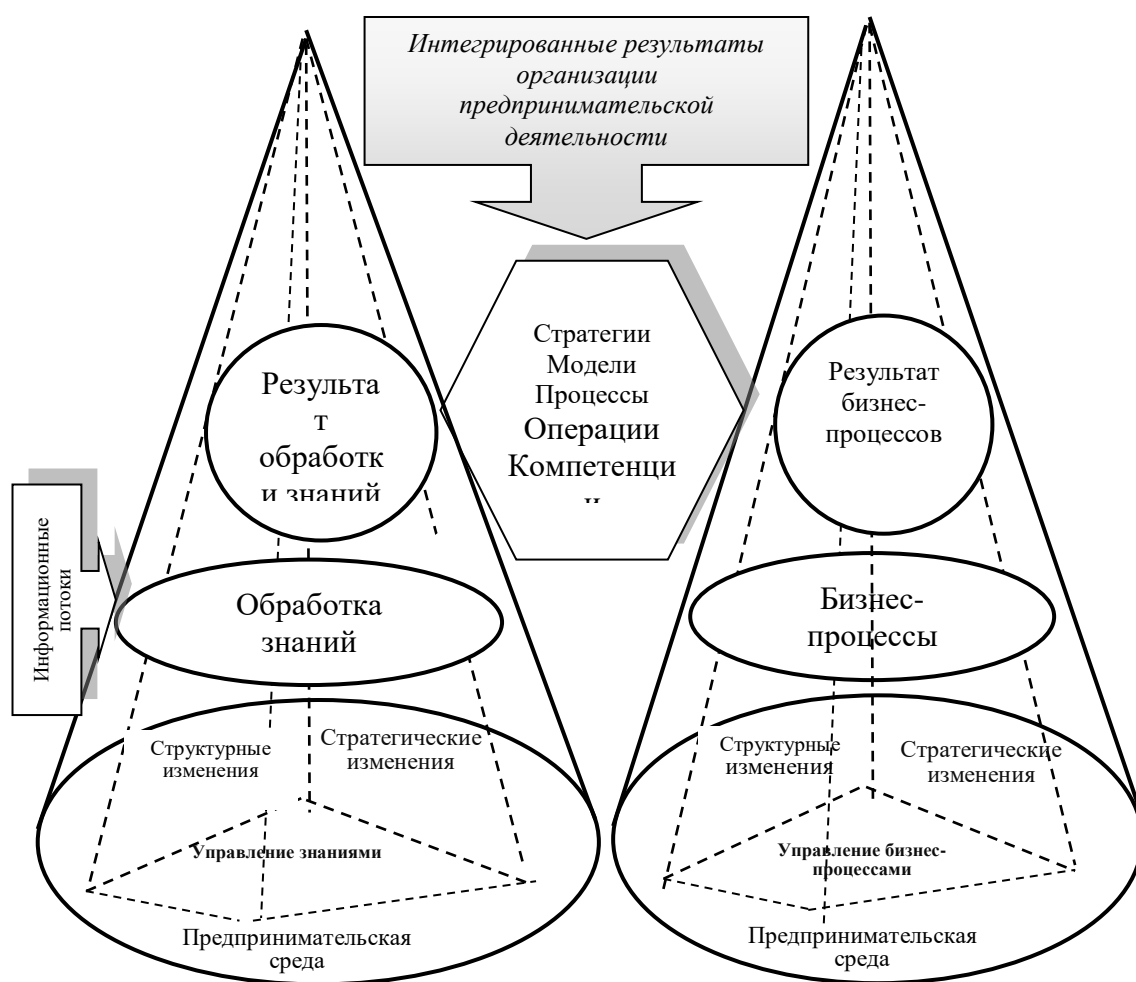 Интегрированные результаты
организации
предпринимательской
деятельности
Стратегии
Модели
Процессы
Операции
Компетенци
и
Результа
т
обработк
и знаний
Результат
бизнес-
процессов
Информационные
потоки
Обработка
знаний
Бизнес-
процессы
Структурные
изменения
Стратегические
изменения
Управление знаниями
Предпринимательская
среда
Структурные
изменения
Стратегические
изменения
Управление бизнес-
процессами
Предпринимательская
среда